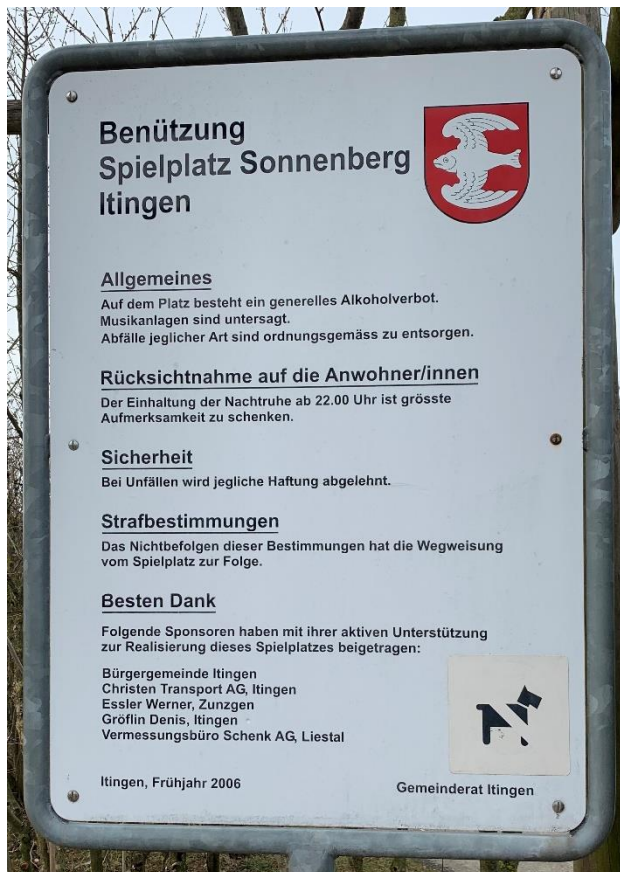 Benützung
Spielplatz Sonnenberg
Itingen
Allgemeines
Auf dem Platz besteht ein generelles Alkoholverbot.
Musikanlagen sind untersagt.
Abfälle jeglicher Art sind ordnungsgemäss zu entsorgen.
Rücksichtnahme auf die Anwohner/innen
Der Einhaltung der Nachtruhe ab 22.00 Uhr ist grösste
Aufmerksamkeit zu schenken.
Sicherheit
Bei Unfällen wird jegliche Haftung abgelehnt.
Strafbestimmungen
Das Nichtbefolgen dieser Bestimmungen hat die Wegweisung
vom Spielplatz zur Folge.
Besten Dank
Folgende Sponsoren haben mit ihrer aktiven Unterstützung
zur Realisierung dieses Spielplatzes beigetragen:
Bürgergemeinde Itingen
Christen Transport AG, Itingen
Essler Werner, Zunzgen
Gröflin Denis, Itingen
Vermessungsbüro Schenk AG, Liestal
Itingen, Frühjahr 2006
Gemeinderat Itingen